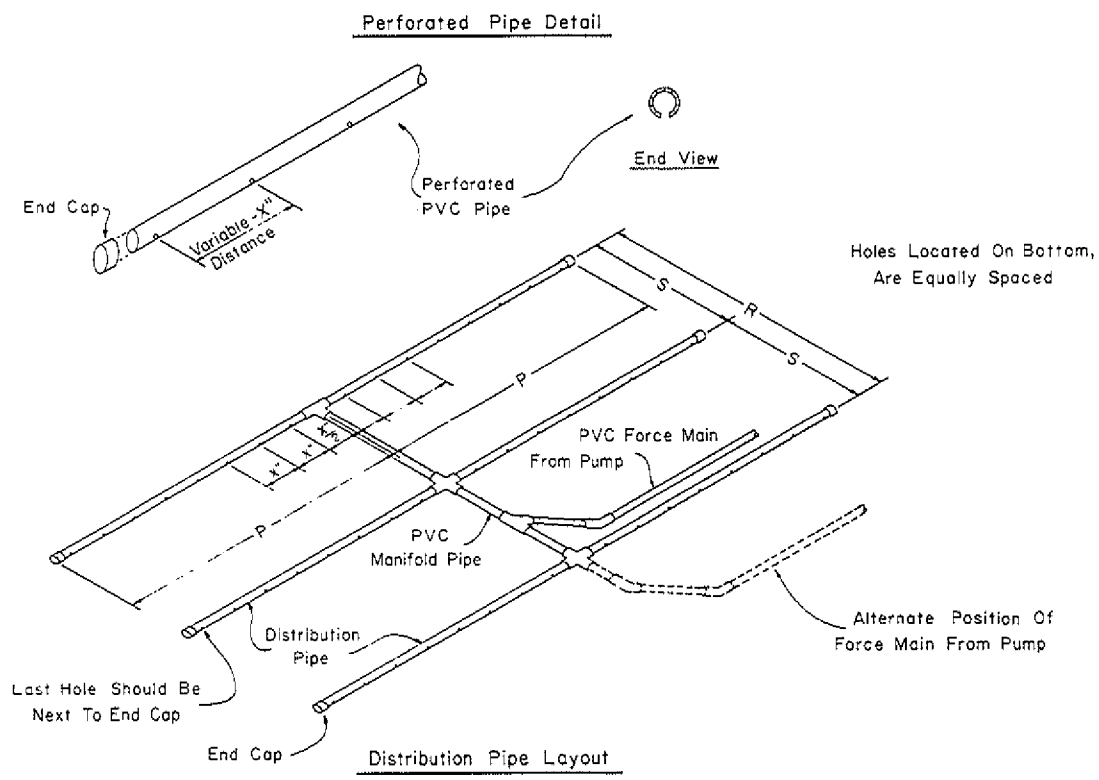 Perforated Pipe Detail
End View
Perforated
PVC Pipe
End Cap
Variable-X"
Distance
Holes Located On Bottom,
Are Equally Spaced
S
R
S
P
X/2
X"
X"
P
PVC Force Main
From Pump
PVC
Manifold Pipe
Distribution
Pipe
Alternate Position Of
Force Main From Pump
Last Hole Should Be
Next To End Cap
End Cap
Distribution Pipe Layout